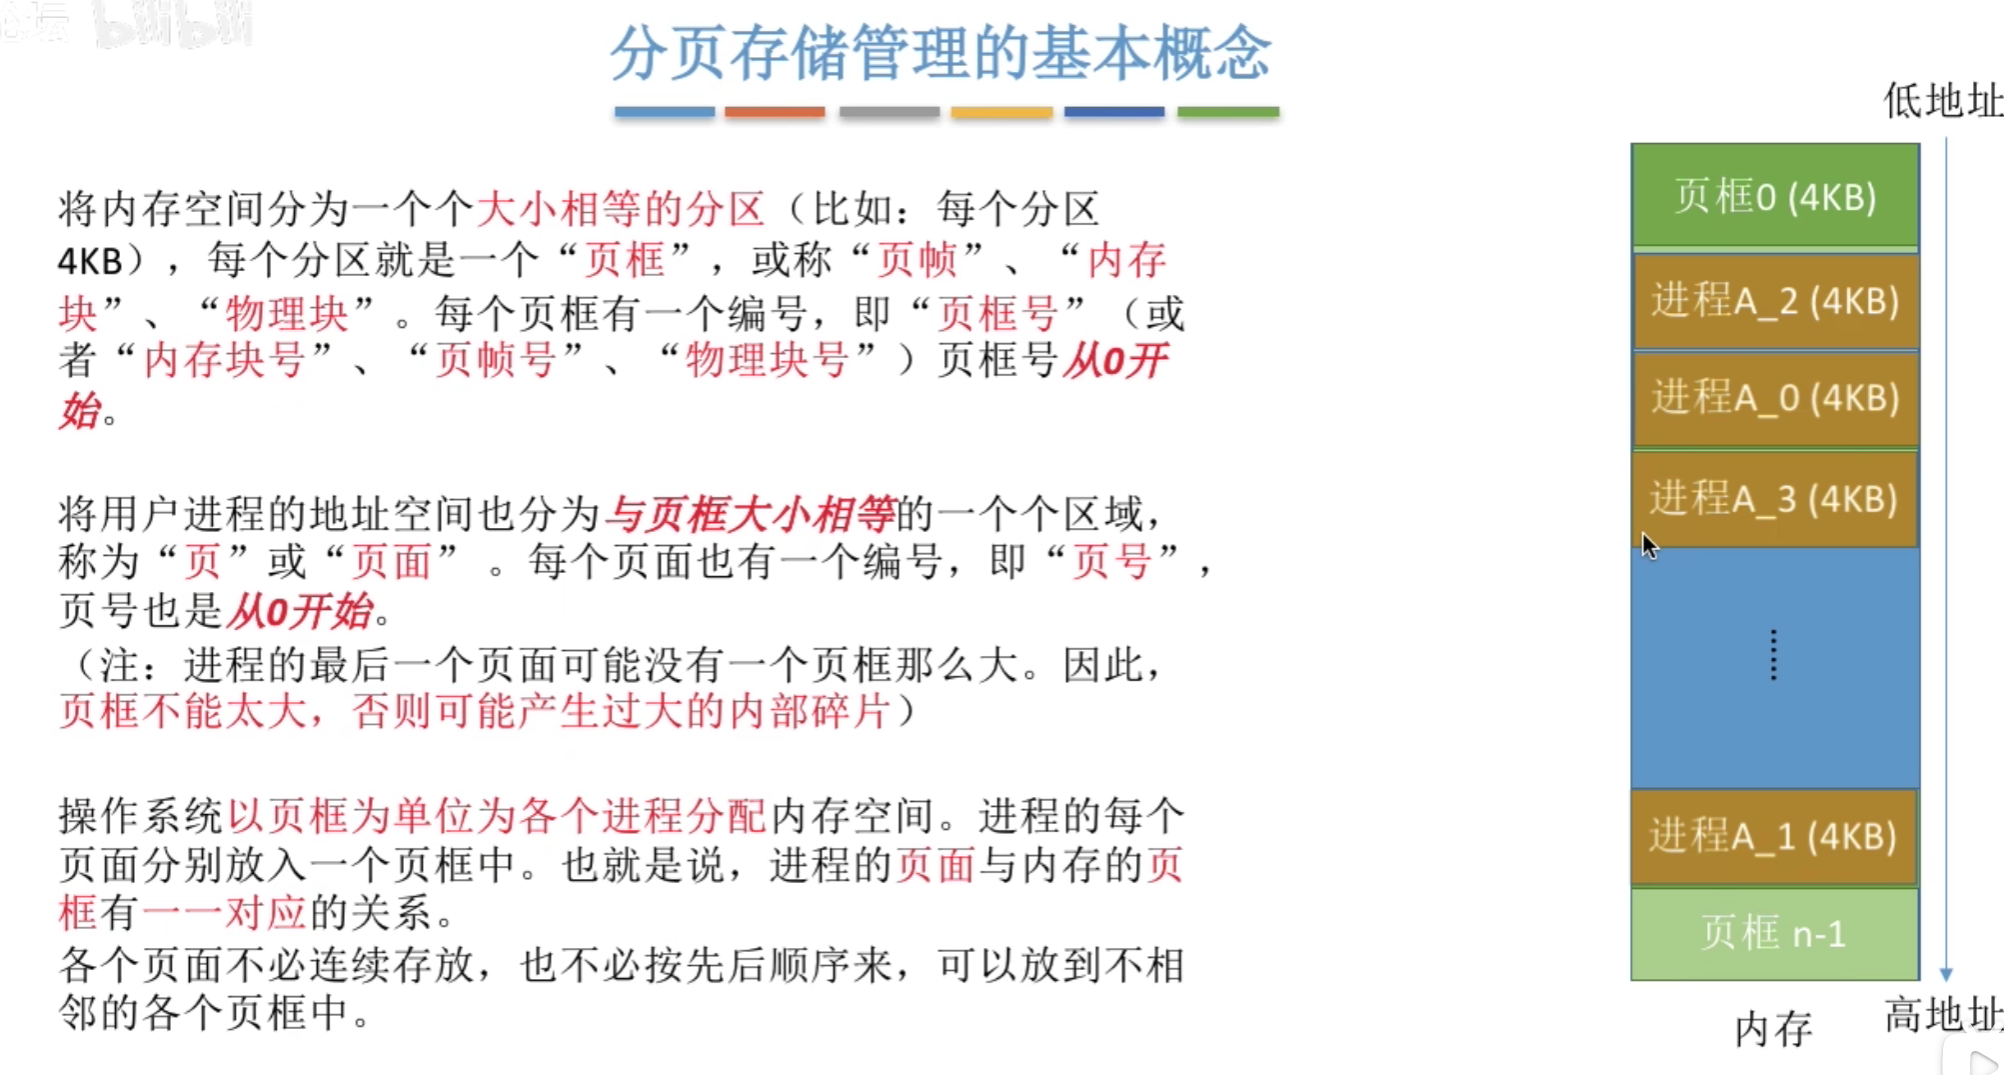 bilibili
分页存储管理的基本概念
低地址
将内存空间分为一个个大小相等的分区（比如：每个分区
4KB），每个分区就是一个“页框”，或称“页帧”、“内存
块”、“物理块”。每个页框有一个编号，即“页框号”（或
者“内存块号”、“页帧号”、“物理块号”）页框号从0开
始。
将用户进程的地址空间也分为与页框大小相等的一个个区域，
称为“页”或“页面” 。每个页面也有一个编号，即“页号”，
页号也是从0开始。
（注：进程的最后一个页面可能没有一个页框那么大。因此，
页框不能太大，否则可能产生过大的内部碎片）
操作系统以页框为单位为各个进程分配内存空间。进程的每个
页面分别放入一个页框中。也就是说，进程的页面与内存的页
框有一一对应的关系。
各个页面不必连续存放，也不必按先后顺序来，可以放到不相
邻的各个页框中。
页框0 (4KB)
进程A_2 (4KB)
进程A_0 (4KB)
进程A_3 (4KB)
……
进程A_1 (4KB)
页框 n-1
内存
高地址